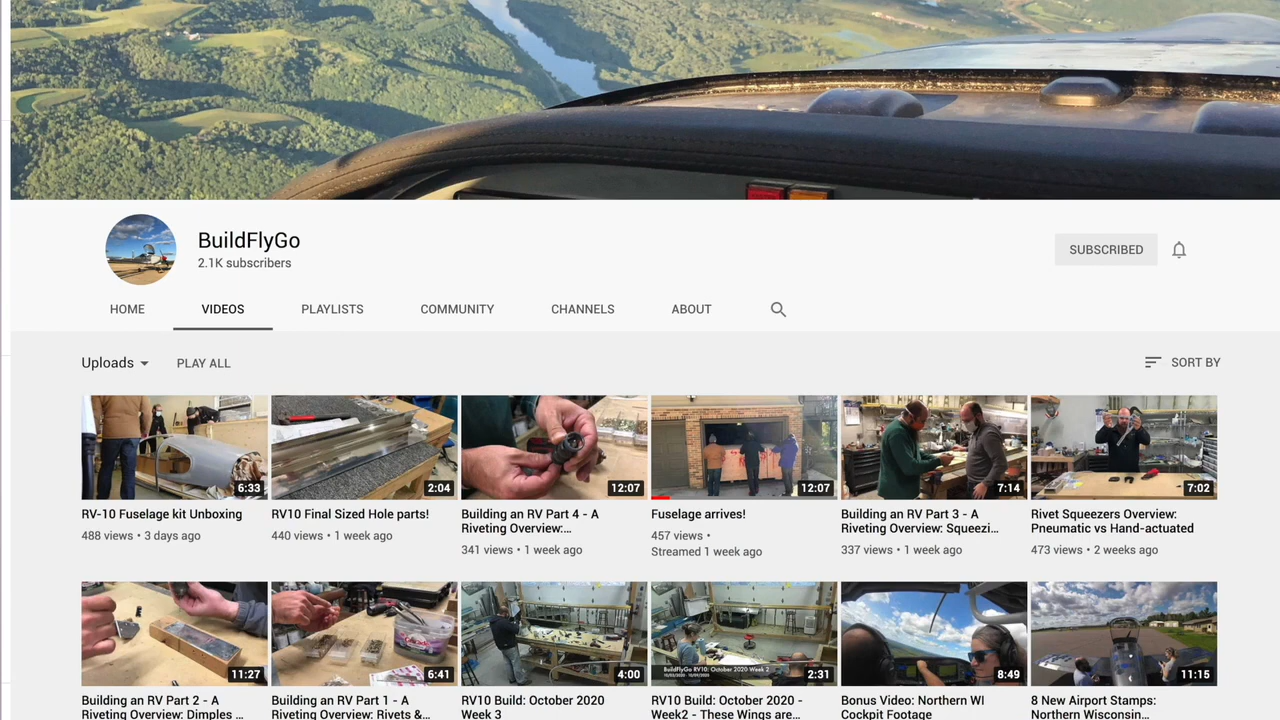 BuildFlyGo
2.1K subscribers
SUBSCRIBED
HOME
VIDEOS
PLAYLISTS
COMMUNITY
CHANNELS
ABOUT
Uploads
PLAY ALL
SORT BY
6:33
2:04
12:07
12:07
7:14
7:02
RV-10 Fuselage kit Unboxing
488 views • 3 days ago
RV10 Final Sized Hole parts!
440 views • 1 week ago
Building an RV Part 4 - A
Riveting Overview:...
341 views • 1 week ago
Fuselage arrives!
457 views •
Streamed 1 week ago
Building an RV Part 3 - A
Riveting Overview: Squeezi...
337 views • 1 week ago
Rivet Squeezers Overview:
Pneumatic vs Hand-actuated
473 views • 2 weeks ago
11:27
6:41
4:00
BuildFlyGo RV10: October 2020 Week 2
2:31
8:49
11:15
Building an RV Part 2 - A
Riveting Overview: Dimples ...
Building an RV Part 1 - A
Riveting Overview: Rivets &...
RV10 Build: October 2020
Week 3
RV10 Build: October 2020 -
Week2 - These Wings are...
Bonus Video: Northern WI
Cockpit Footage
8 New Airport Stamps:
Northern Wisconsin...